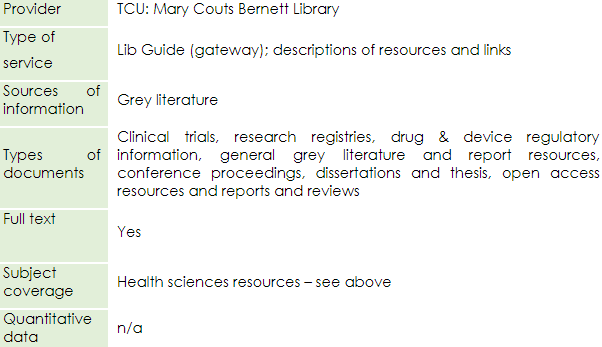 Provider TCU: Mary Couts Bernett Library
Type of
service
Lib Guide (gateway); descriptions of resources and links
Sources of
information
Grey literature
Types of
documents
Clinical trials, research registries, drug & device regulatory
information, general grey literature and report resources,
conference proceedings, dissertations and thesis, open access
resources and reports and reviews
Full text
Yes
Subject
coverage
Health sciences resources – see above
Quantitative
data
n/a